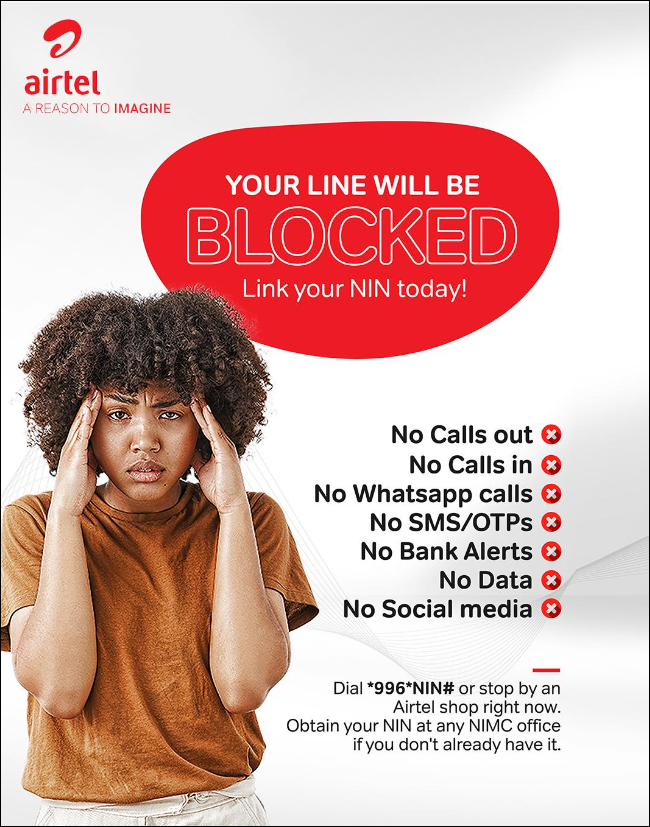 airtel
A REASON TO IMAGINE
YOUR LINE WILL BE
BLOCKED
Link your NIN today!
No Calls out
No Calls in
No Whatsapp calls
No SMS/OTPs
No Bank Alerts
No Data
No Social media
Dial *996*NIN# or stop by an
Airtel shop right now.
Obtain your NIN at any NIMC office
if you don't already have it.